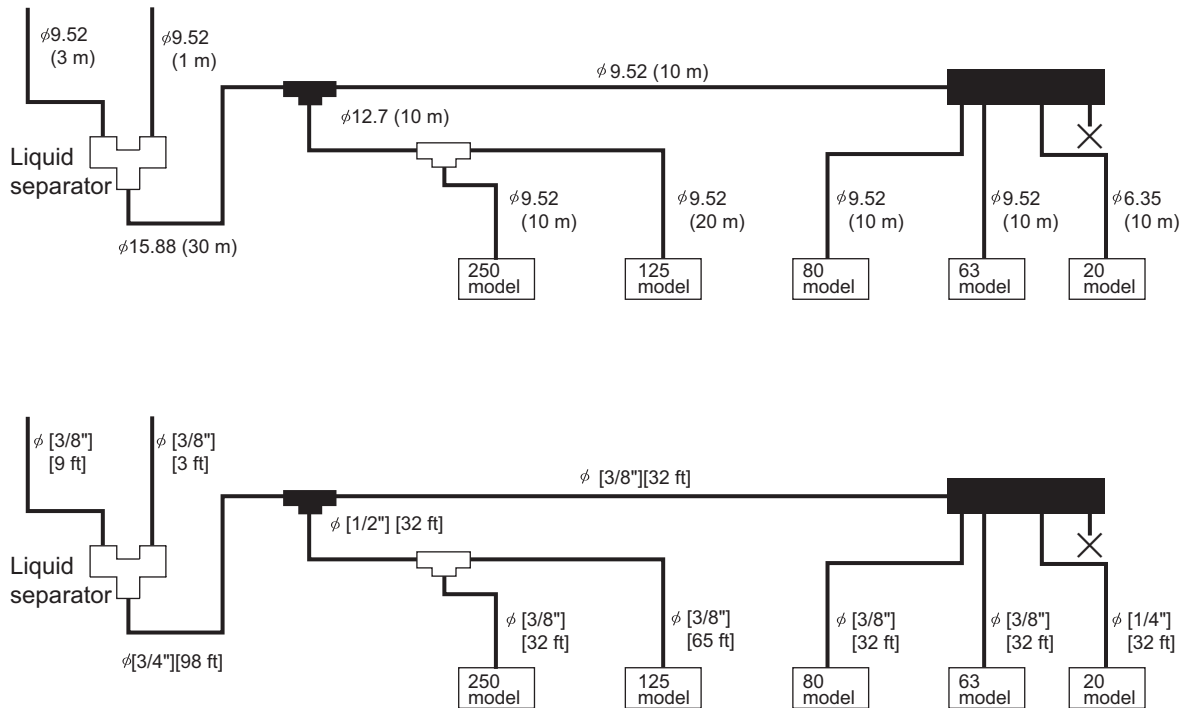 φ9.52
(3 m)
φ9.52
(1 m)
φ9.52 (10 m)
φ12.7 (10 m)
Liquid
separator
φ15.88 (30 m)
φ9.52
(10 m)
φ9.52
(20 m)
φ9.52
(10 m)
φ9.52
(10 m)
φ6.35
(10 m)
250
model
125
model
80
model
63
model
20
model
φ [3/8"]
[9 ft]
φ [3/8"]
[3 ft]
φ [3/8"][32 ft]
φ [1/2"] [32 ft]
Liquid
separator
φ[3/4"][98 ft]
φ [3/8"]
[32 ft]
φ [3/8"]
[65 ft]
φ [3/8"]
[32 ft]
φ [3/8"]
[32 ft]
φ [1/4"]
[32 ft]
250
model
125
model
80
model
63
model
20
model